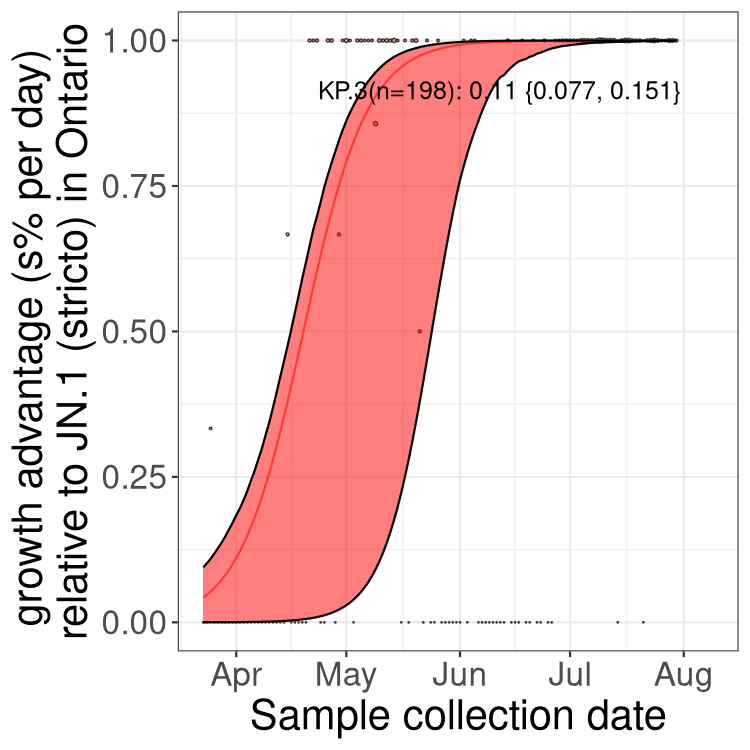 growth advantage (s% per day)
relative to JN.1 (stricto) in Ontario
1.00
0.75
0.50
0.25
0.00
KP.3(n=198): 0.11 {0.077, 0.151}
Apr May Jun Jul Aug
Sample collection date